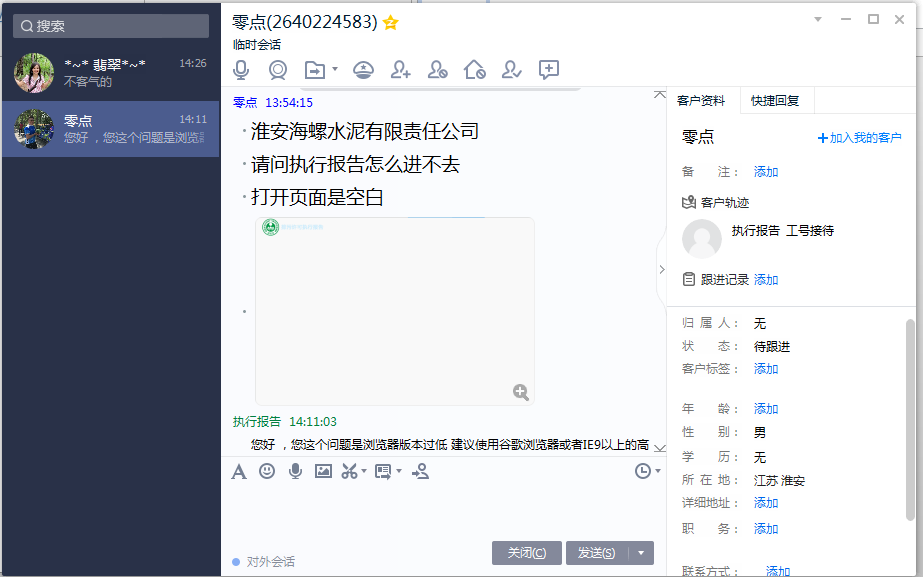 搜索
*~* 翡翠*~*
14:26
不客气的
零点
14:11
您好 ，您这个问题是浏览
零点(2640224583)
临时会话
零点 13:54:15
淮安海螺水泥有限责任公司
请问执行报告怎么进不去
打开页面是空白
执行报告 14:11:03
您好 ，您这个问题是浏览器版本过低 建议使用谷歌浏览器或者IE9以上的高
对外会话
关闭(C)
发送(S)
客户资料
快捷回复
零点
+加入我的客户
备 注： 添加
客户轨迹
执行报告 工号接待
跟进记录 添加
归 属 人： 无
状 态： 待跟进
客户标签： 添加
年 龄： 添加
性 别： 男
学 历： 无
所 在 地： 江苏 淮安
详细地址： 添加
职 务： 添加
联系方式： 添加